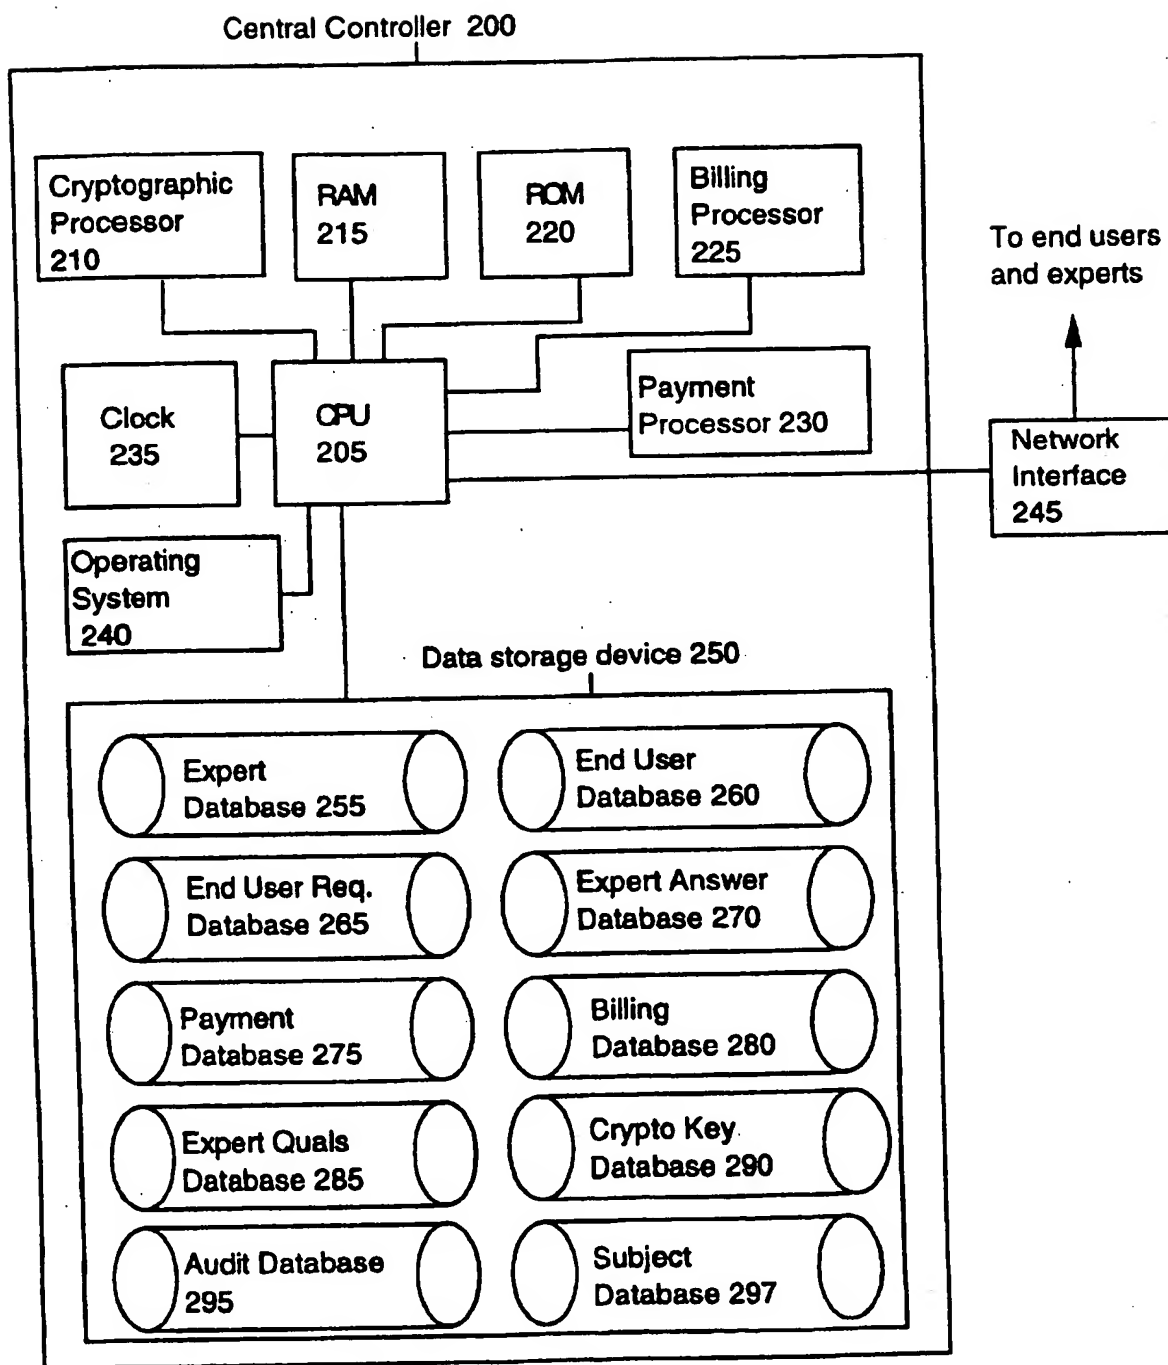 Central Controller 200
Cryptographic
Processor
210
RAM
215
ROM
220
Billing
Processor
225
To end users
and experts
Clock
235
CPU
205
Payment
Processor 230
Network
Interface
245
Operating
System
240
Data storage device 250
Expert
Database 255
End User
Database 260
End User Req.
Database 265
Expert Answer
Database 270
Payment
Database 275
Billing
Database 280
Expert Quals
Database 285
Crypto Key
Database 290
Audit Database
295
Subject
Database 297